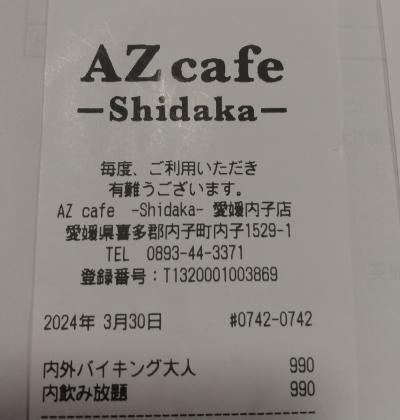 AZ cafe
－Shidaka－
毎度、ご利用いただき
有難うございます。
AZ cafe -Shidaka- 愛媛内子店
愛媛県喜多郡内子町内子1529-1
TEL 0893-44-3371
登録番号：T1320001003869
2024年 3月30日 #0742-0742
内外バイキング大人 990
内飲み放題 990